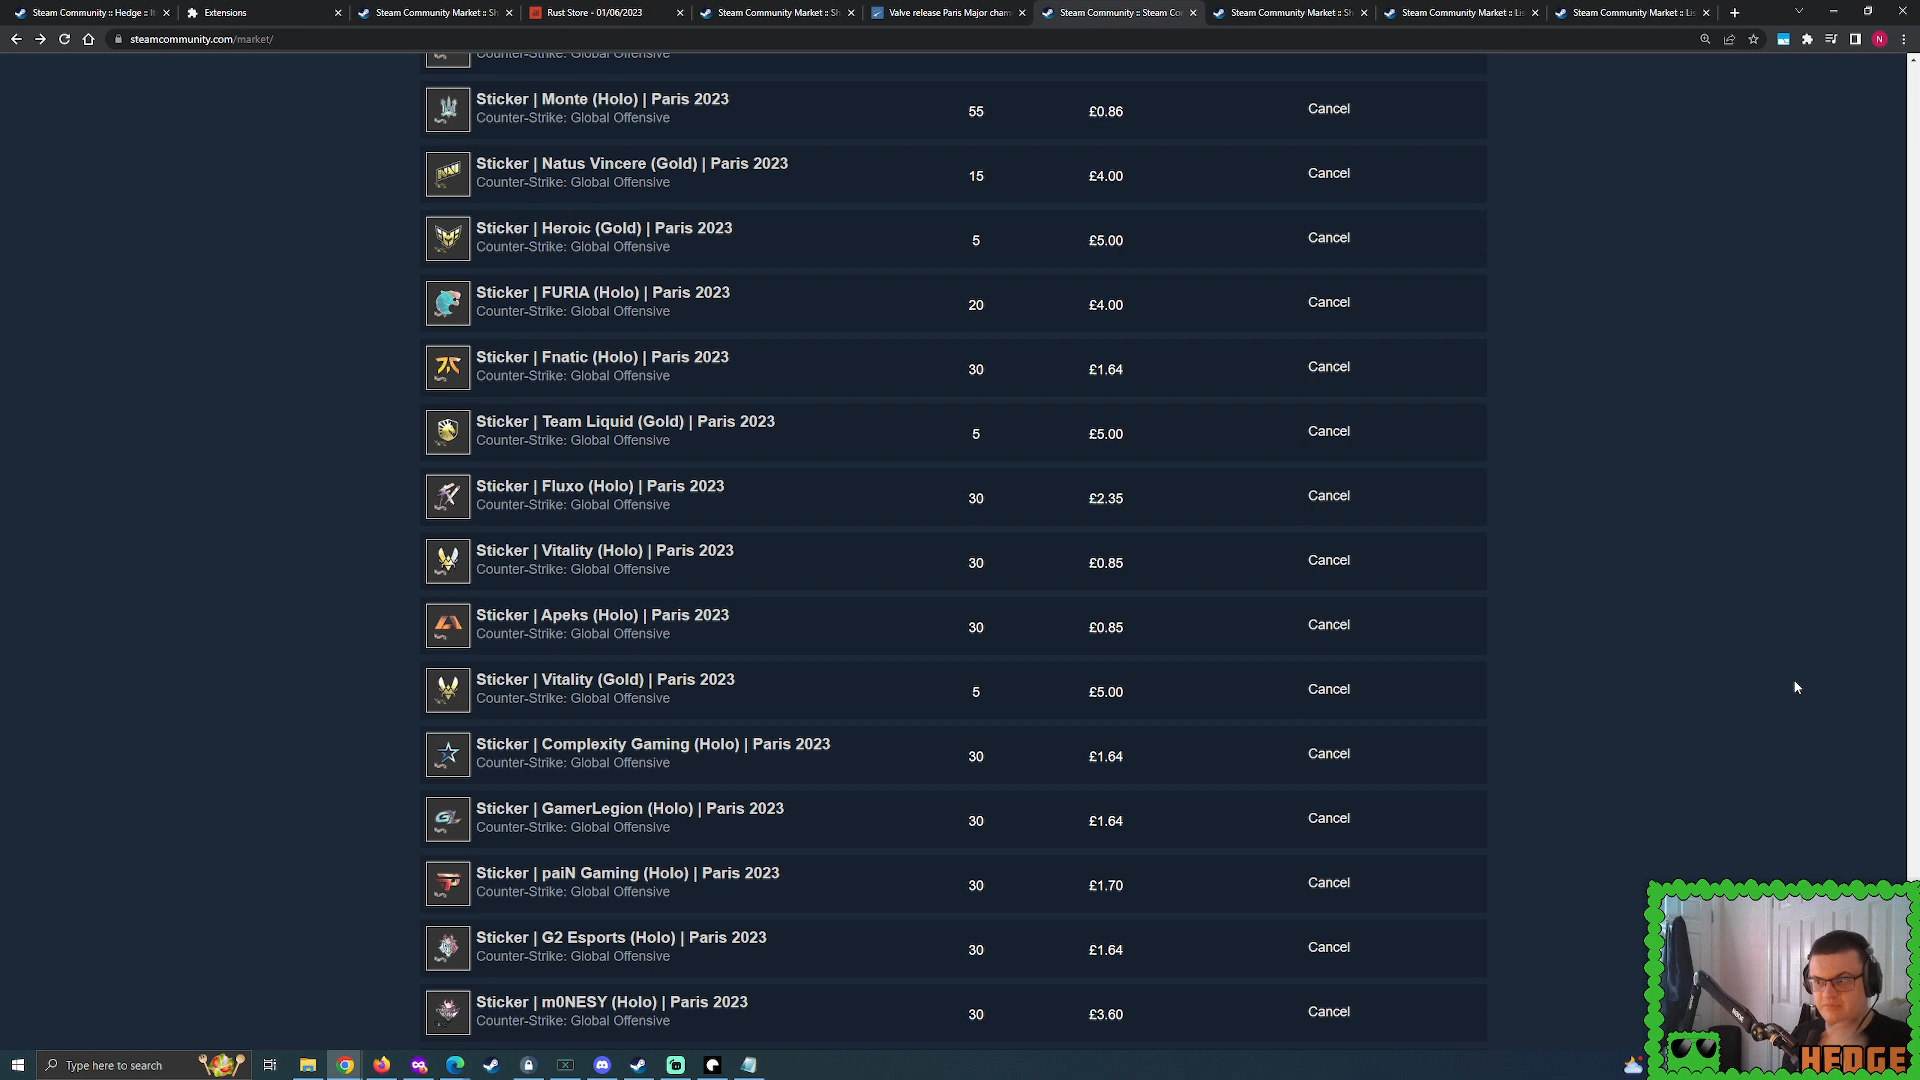 Steam Community :: Hedge :: It
Extensions
Steam Community Market :: Sh
Rust Store - 01/06/2023
Steam Community Market :: Sh
Valve release Paris Major cham
Steam Community :: Steam Cor
Steam Community Market :: Sh
Steam Community Market :: Lis
Steam Community Market :: Lis
steamcommunity.com/market/
N
Counter-Strike: Global Offensive
Sticker | Monte (Holo) | Paris 2023
Counter-Strike: Global Offensive
55
£0.86
Cancel
Sticker | Natus Vincere (Gold) | Paris 2023
Counter-Strike: Global Offensive
15
£4.00
Cancel
Sticker | Heroic (Gold) | Paris 2023
Counter-Strike: Global Offensive
5
£5.00
Cancel
Sticker | FURIA (Holo) | Paris 2023
Counter-Strike: Global Offensive
20
£4.00
Cancel
Sticker | Fnatic (Holo) | Paris 2023
Counter-Strike: Global Offensive
30
£1.64
Cancel
Sticker | Team Liquid (Gold) | Paris 2023
Counter-Strike: Global Offensive
5
£5.00
Cancel
Sticker | Fluxo (Holo) | Paris 2023
Counter-Strike: Global Offensive
30
£2.35
Cancel
Sticker | Vitality (Holo) | Paris 2023
Counter-Strike: Global Offensive
30
£0.85
Cancel
Sticker | Apeks (Holo) | Paris 2023
Counter-Strike: Global Offensive
30
£0.85
Cancel
Sticker | Vitality (Gold) | Paris 2023
Counter-Strike: Global Offensive
5
£5.00
Cancel
Sticker | Complexity Gaming (Holo) | Paris 2023
Counter-Strike: Global Offensive
30
£1.64
Cancel
Sticker | GamerLegion (Holo) | Paris 2023
Counter-Strike: Global Offensive
30
£1.64
Cancel
Sticker | paiN Gaming (Holo) | Paris 2023
Counter-Strike: Global Offensive
30
£1.70
Cancel
Sticker | G2 Esports (Holo) | Paris 2023
Counter-Strike: Global Offensive
30
£1.64
Cancel
Sticker | m0NESY (Holo) | Paris 2023
Counter-Strike: Global Offensive
30
£3.60
Cancel
Type here to search
HEDGE